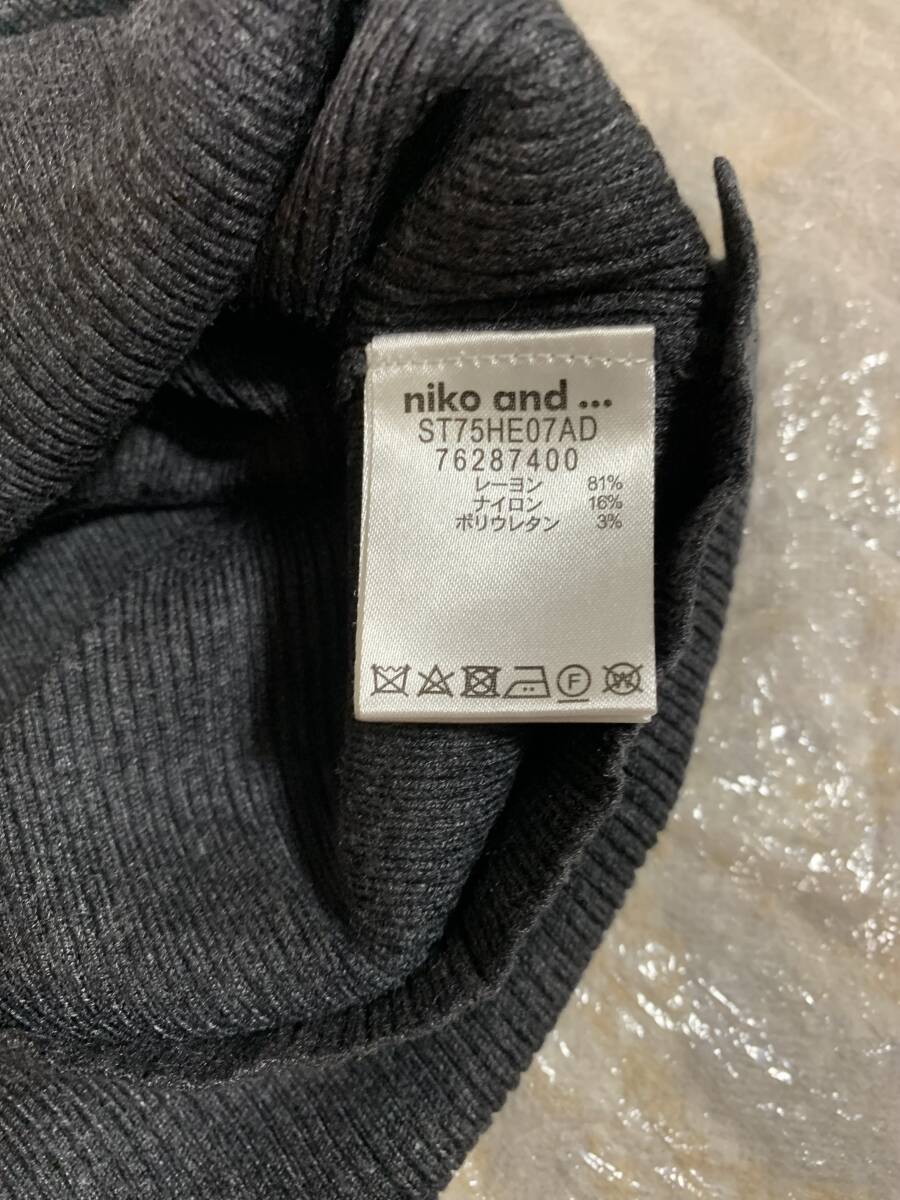 niko and ...
ST75HE07AD
76287400
レーヨン 81%
ナイロン 16%
ポリウレタン 3%
F W